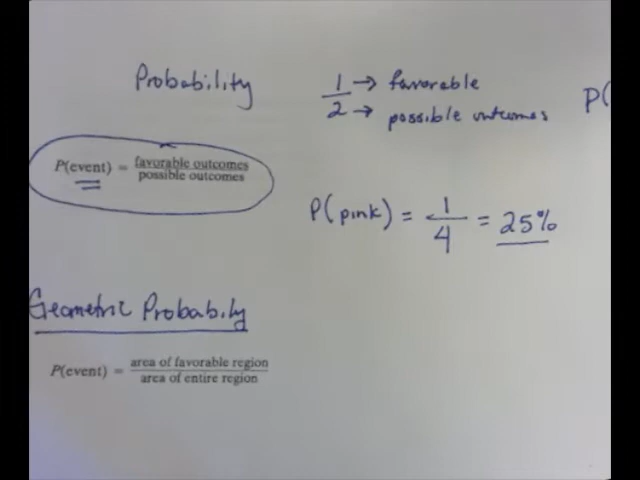 Probability
1 → favorable
2 → possible outcomes
P(
P(event) = favorable outcomes
possible outcomes
P(pink) = 1
4 = 25%
Geometric Probability
P(event) = area of favorable region
area of entire region